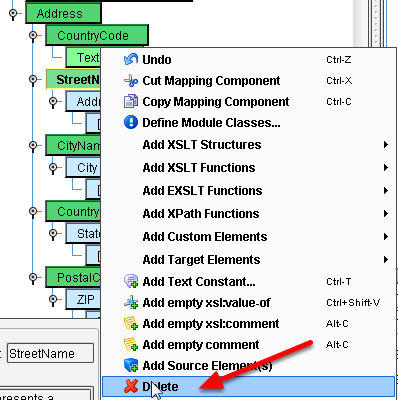 Address
CountryCode
Text
Undo Ctrl-Z
StreetN
Cut Mapping Component Ctrl-X
Addr
Copy Mapping Component Ctrl-C
Define Module Classes...
CityNam
Add XSLT Structures
City
Add XSLT Functions
Add EXSLT Functions
Country
Add XPath Functions
State
Add Custom Elements
Add Target Elements
PostalC
Add Text Constant... Ctrl-T
ZIP
Add empty xsl:value-of Ctrl+Shift-V
Add empty xsl:comment Alt-C
StreetName
Add empty comment Alt-C
Add Source Element(s)
Delete
presents a